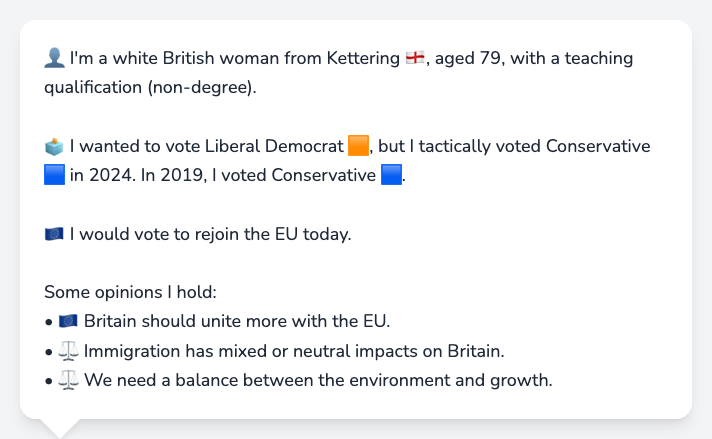 👤 I'm a white British woman from Kettering 🏴󠁧󠁢󠁥󠁮󠁧󠁿, aged 79, with a teaching
qualification (non-degree).
🗳️ I wanted to vote Liberal Democrat 🟧, but I tactically voted Conservative
🟦 in 2024. In 2019, I voted Conservative 🟦.
🇪🇺 I would vote to rejoin the EU today.
Some opinions I hold:
• 🇪🇺 Britain should unite more with the EU.
• ⚖️ Immigration has mixed or neutral impacts on Britain.
• ⚖️ We need a balance between the environment and growth.